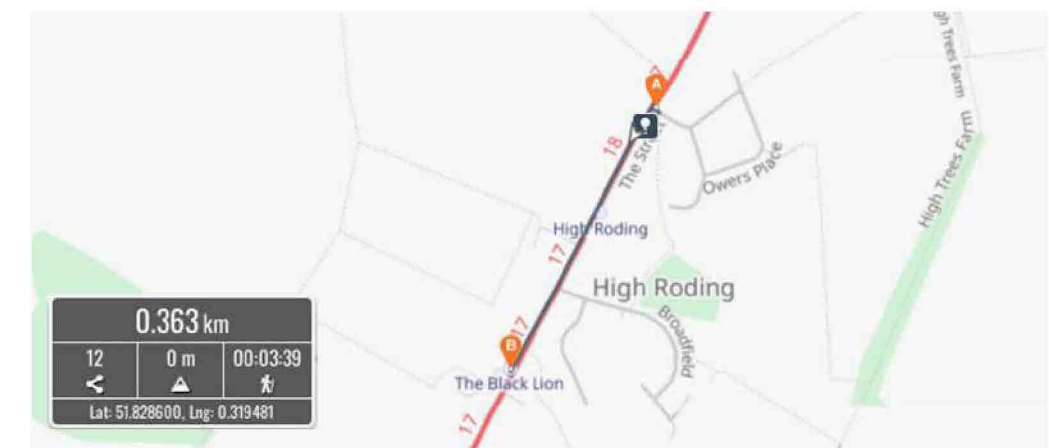 A
18
The Street
Owers Place
High Trees Farm
High Trees Farm
High Roding
17
High Roding
17
B
Broadfield
The Black Lion
17
0.363 km
12
0 m
00:03:39
Lat: 51.828600, Lng: 0.319481